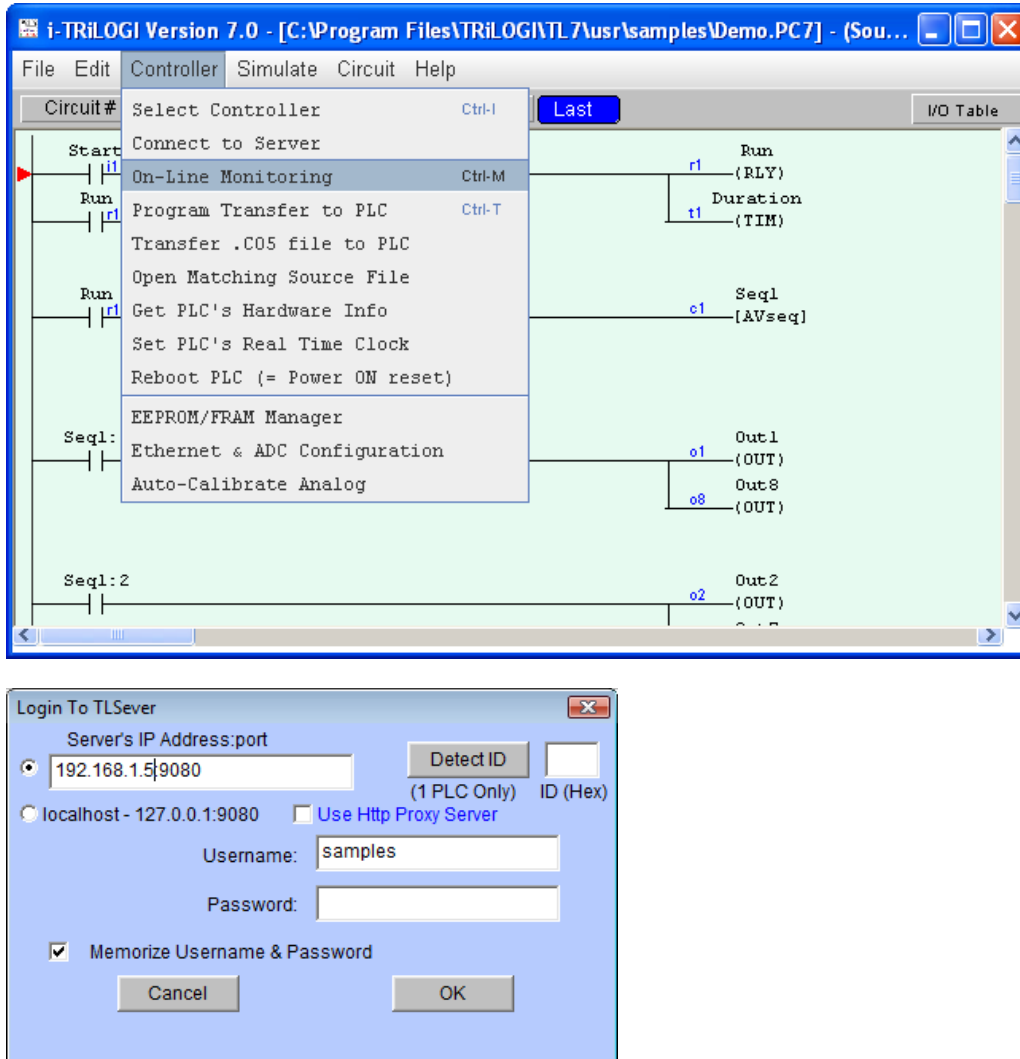 i-TRiLOGI Version 7.0 - [C:\Program Files\TRiLOGI\TL7\usr\samples\Demo.PC7] - (Sou...
File Edit Controller Simulate Circuit Help
Circuit # Last I/O Table
Select Controller Ctrl-I
Connect to Server
On-Line Monitoring Ctrl-M
Program Transfer to PLC Ctrl-T
Transfer .CO5 file to PLC
Open Matching Source File
Get PLC's Hardware Info
Set PLC's Real Time Clock
Reboot PLC (= Power ON reset)
EEPROM/FRAM Manager
Ethernet & ADC Configuration
Auto-Calibrate Analog
Start Run
i1 r1 (RLY)
Run Duration
r1 t1 (TIM)
Run Seq1
r1 c1 [AVseq]
Seq1: Out1
o1 (OUT)
Out8
o8 (OUT)
Seq1:2 Out2
o2 (OUT)
Login To TLSever
Server's IP Address:port
192.168.1.5:9080 Detect ID
(1 PLC Only) ID (Hex)
localhost - 127.0.0.1:9080 Use Http Proxy Server
Username: samples
Password:
Memorize Username & Password
Cancel OK